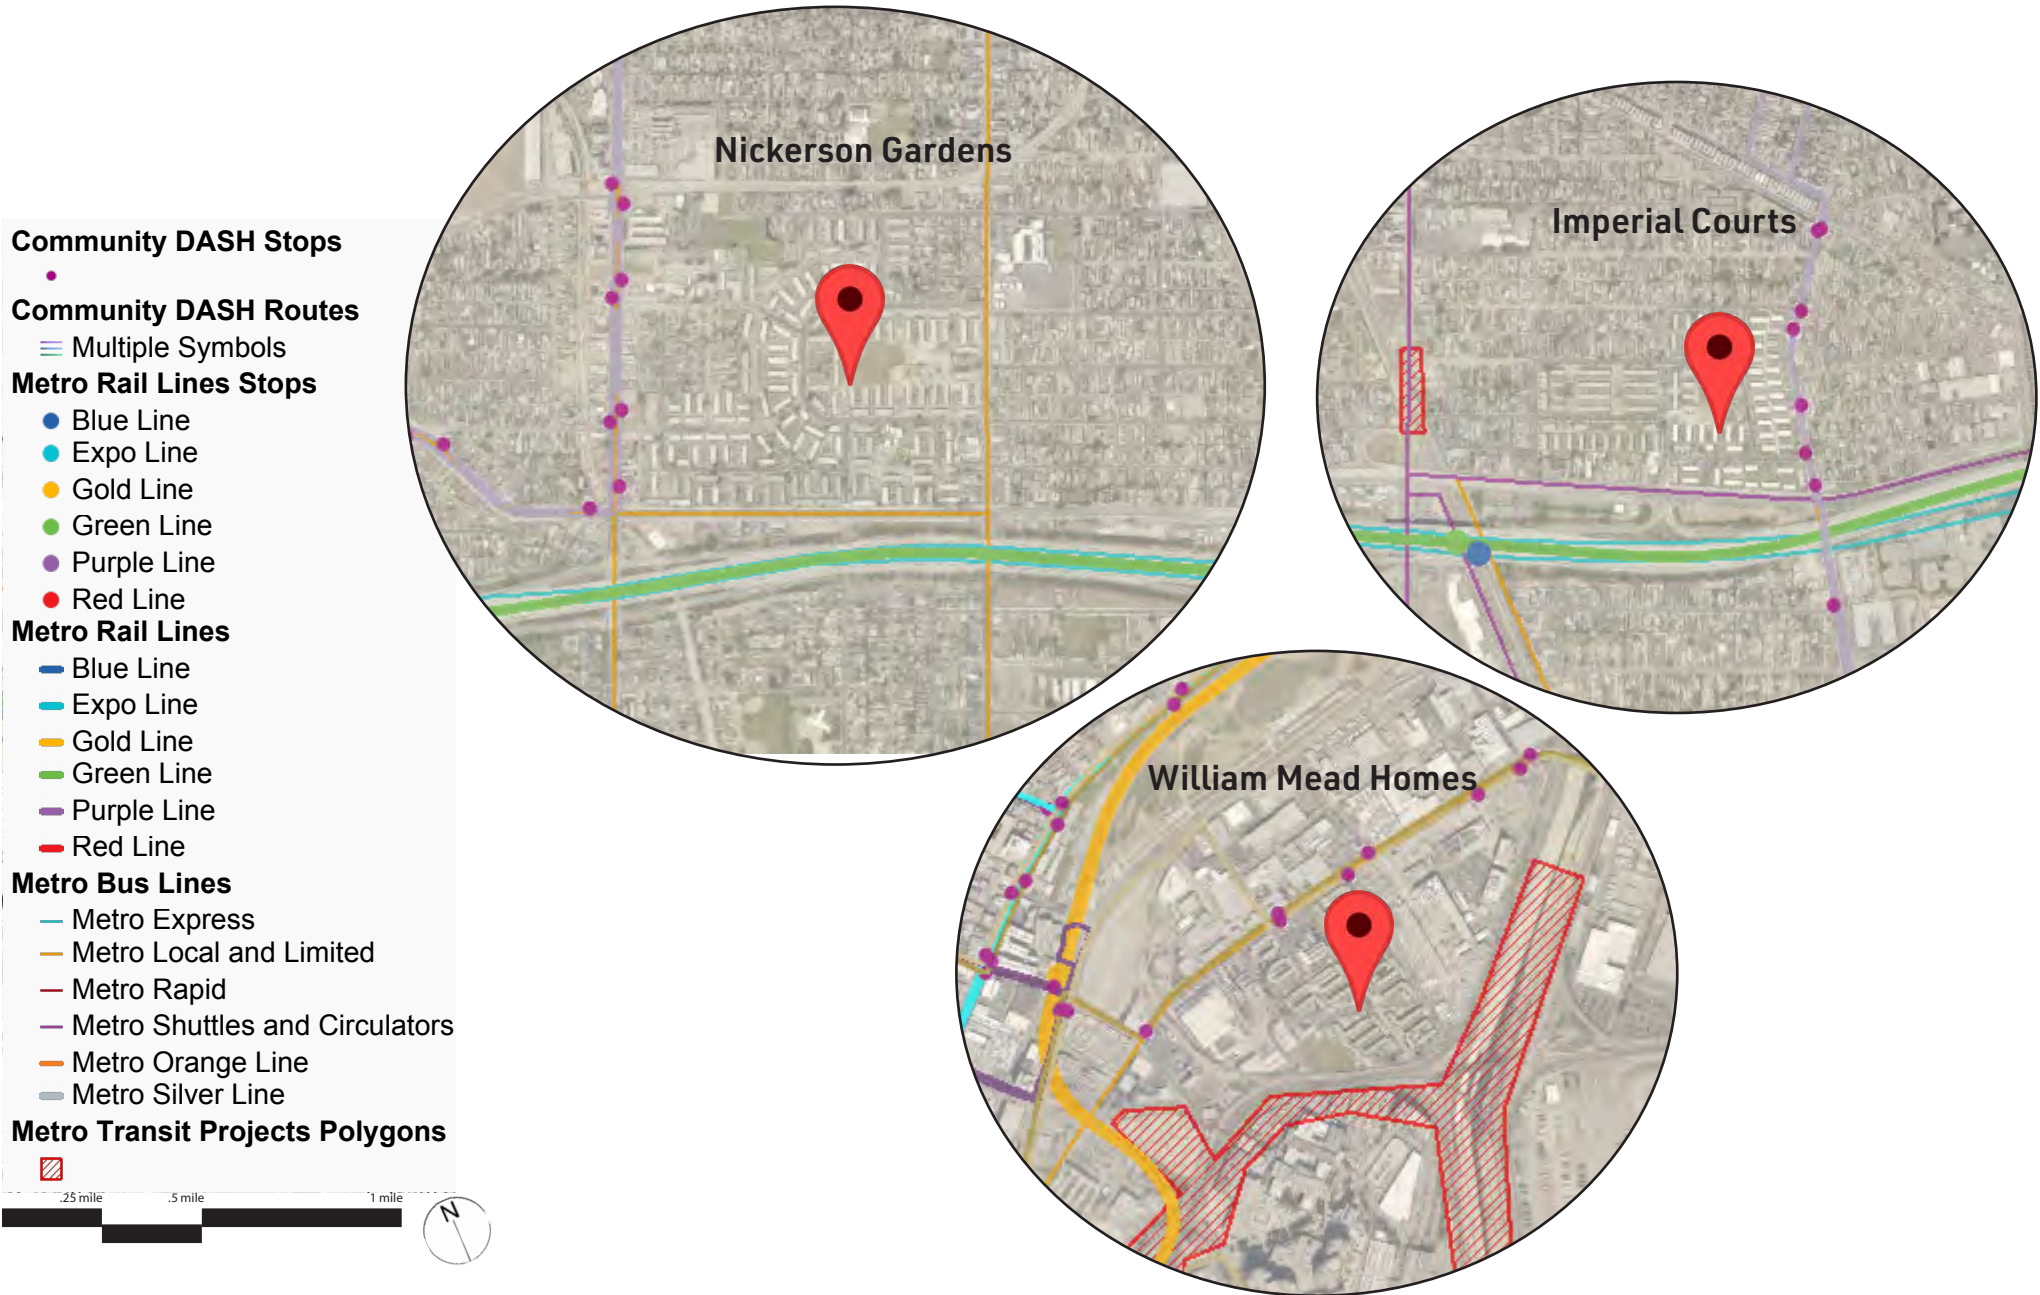 Nickerson Gardens
Imperial Courts
William Mead Homes
Community DASH Stops
Community DASH Routes
Multiple Symbols
Metro Rail Lines Stops
Blue Line
Expo Line
Gold Line
Green Line
Purple Line
Red Line
Metro Rail Lines
Blue Line
Expo Line
Gold Line
Green Line
Purple Line
Red Line
Metro Bus Lines
Metro Express
Metro Local and Limited
Metro Rapid
Metro Shuttles and Circulators
Metro Orange Line
Metro Silver Line
Metro Transit Projects Polygons
.25 mile .5 mile 1 mile
N